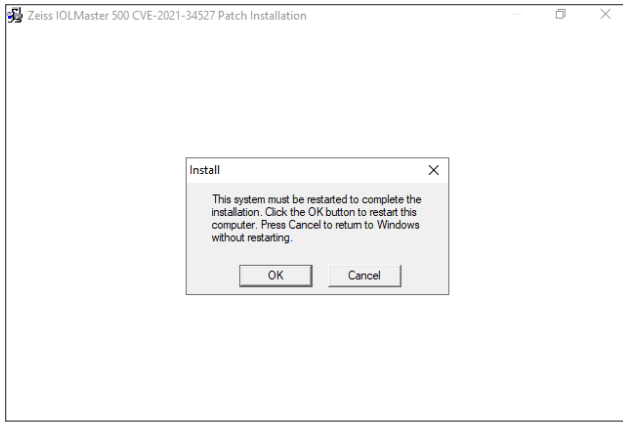 Zeiss IOLMaster 500 CVE-2021-34527 Patch Installation
Install
This system must be restarted to complete the
installation. Click the OK button to restart this
computer. Press Cancel to return to Windows
without restarting.
OK
Cancel